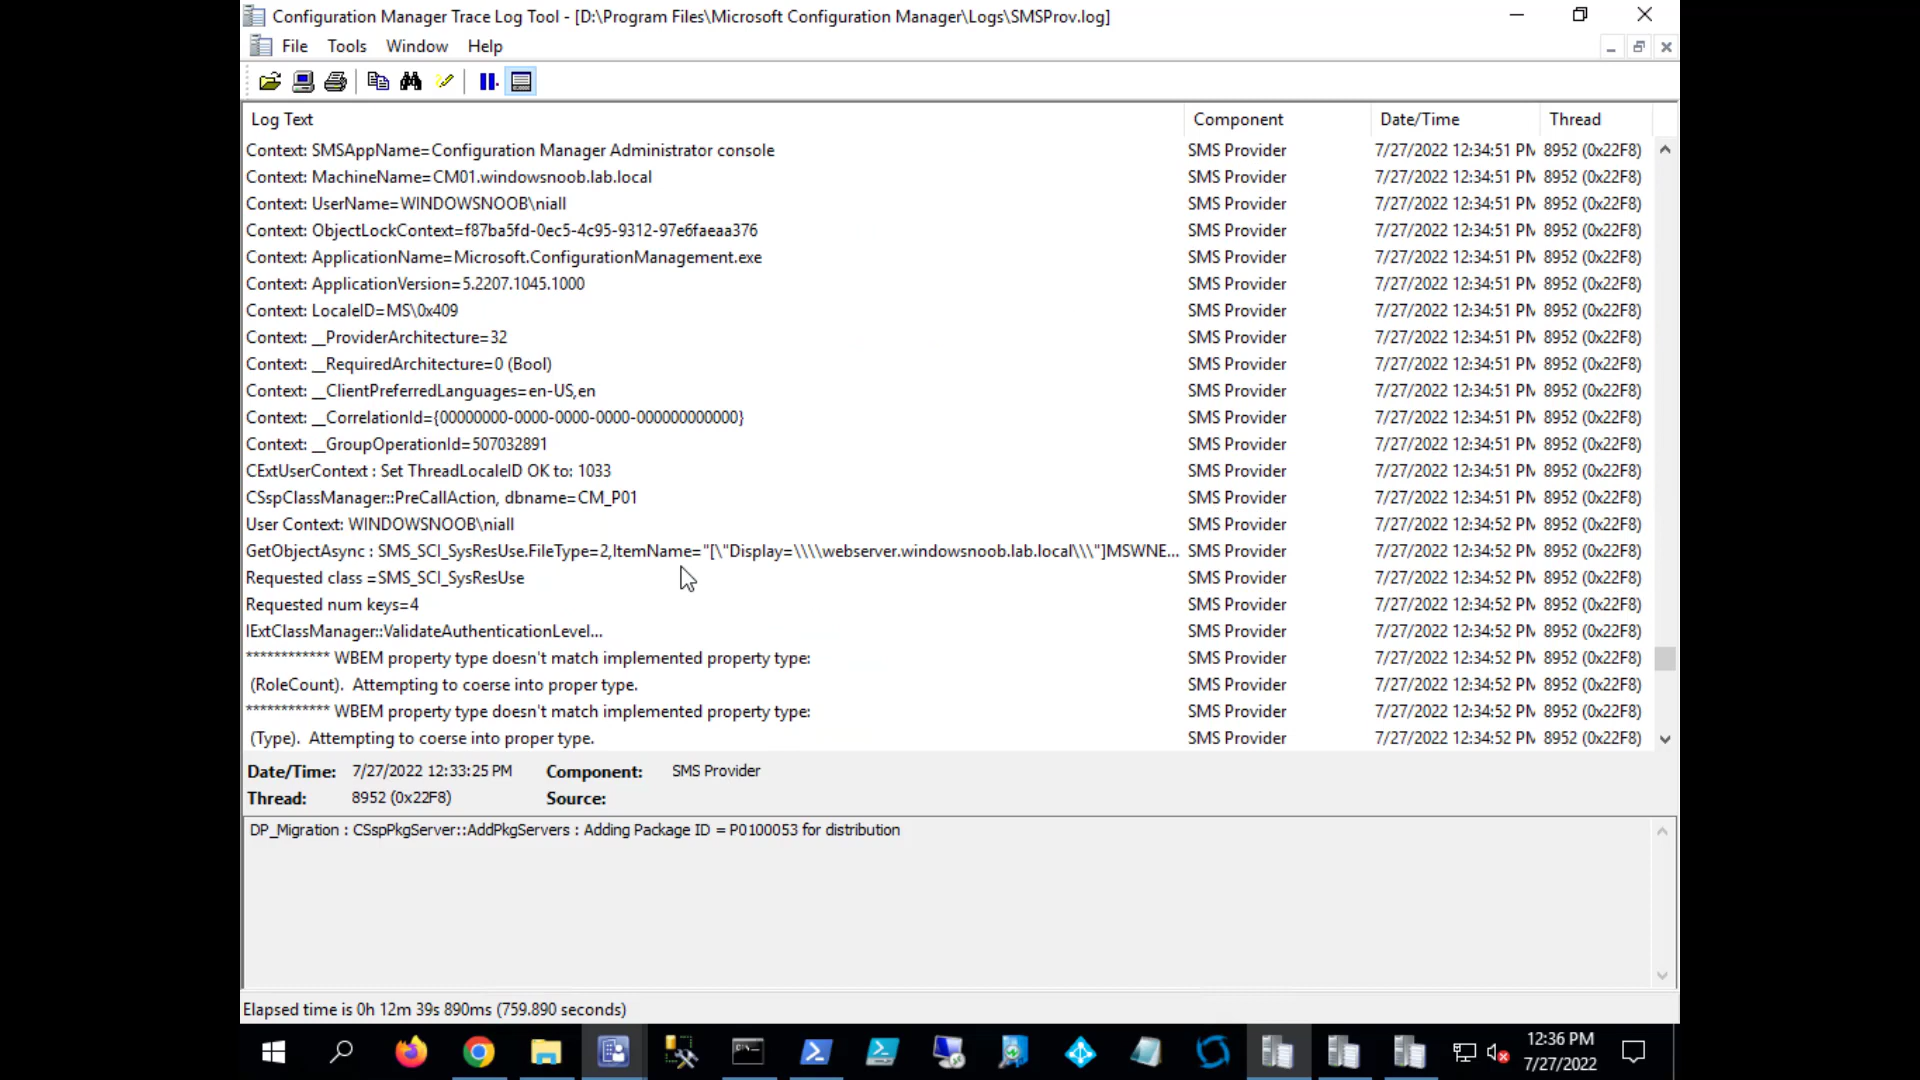 Configuration Manager Trace Log Tool - [D:\Program Files\Microsoft Configuration Manager\Logs\SMSProv.log]
File Tools Window Help
Log Text Component Date/Time Thread
Context: SMSAppName=Configuration Manager Administrator console SMS Provider 7/27/2022 12:34:51 PM 8952 (0x22F8)
Context: MachineName=CM01.windowsnoob.lab.local SMS Provider 7/27/2022 12:34:51 PM 8952 (0x22F8)
Context: UserName=WINDOWSNOOB\niall SMS Provider 7/27/2022 12:34:51 PM 8952 (0x22F8)
Context: ObjectLockContext=f87ba5fd-0ec5-4c95-9312-97e6faeaa376 SMS Provider 7/27/2022 12:34:51 PM 8952 (0x22F8)
Context: ApplicationName=Microsoft.ConfigurationManagement.exe SMS Provider 7/27/2022 12:34:51 PM 8952 (0x22F8)
Context: ApplicationVersion=5.2207.1045.1000 SMS Provider 7/27/2022 12:34:51 PM 8952 (0x22F8)
Context: LocaleID=MS\0x409 SMS Provider 7/27/2022 12:34:51 PM 8952 (0x22F8)
Context: __ProviderArchitecture=32 SMS Provider 7/27/2022 12:34:51 PM 8952 (0x22F8)
Context: __RequiredArchitecture=0 (Bool) SMS Provider 7/27/2022 12:34:51 PM 8952 (0x22F8)
Context: __ClientPreferredLanguages=en-US,en SMS Provider 7/27/2022 12:34:51 PM 8952 (0x22F8)
Context: __CorrelationId={00000000-0000-0000-0000-000000000000} SMS Provider 7/27/2022 12:34:51 PM 8952 (0x22F8)
Context: __GroupOperationId=507032891 SMS Provider 7/27/2022 12:34:51 PM 8952 (0x22F8)
CExtUserContext : Set ThreadLocaleID OK to: 1033 SMS Provider 7/27/2022 12:34:51 PM 8952 (0x22F8)
CSspClassManager::PreCallAction, dbname=CM_P01 SMS Provider 7/27/2022 12:34:51 PM 8952 (0x22F8)
User Context: WINDOWSNOOB\niall SMS Provider 7/27/2022 12:34:52 PM 8952 (0x22F8)
GetObjectAsync : SMS_SCI_SysResUse.FileType=2,ItemName="[\"Display=\\\\webserver.windowsnoob.lab.local\\\"]MSWNE... SMS Provider 7/27/2022 12:34:52 PM 8952 (0x22F8)
Requested class =SMS_SCI_SysResUse SMS Provider 7/27/2022 12:34:52 PM 8952 (0x22F8)
Requested num keys=4 SMS Provider 7/27/2022 12:34:52 PM 8952 (0x22F8)
IExtClassManager::ValidateAuthenticationLevel... SMS Provider 7/27/2022 12:34:52 PM 8952 (0x22F8)
************ WBEM property type doesn't match implemented property type: SMS Provider 7/27/2022 12:34:52 PM 8952 (0x22F8)
(RoleCount). Attempting to coerse into proper type. SMS Provider 7/27/2022 12:34:52 PM 8952 (0x22F8)
************ WBEM property type doesn't match implemented property type: SMS Provider 7/27/2022 12:34:52 PM 8952 (0x22F8)
(Type). Attempting to coerse into proper type. SMS Provider 7/27/2022 12:34:52 PM 8952 (0x22F8)
Date/Time: 7/27/2022 12:33:25 PM Component: SMS Provider
Thread: 8952 (0x22F8) Source:
DP_Migration : CSspPkgServer::AddPkgServers : Adding Package ID = P0100053 for distribution
Elapsed time is 0h 12m 39s 890ms (759.890 seconds)
12:36 PM
7/27/2022